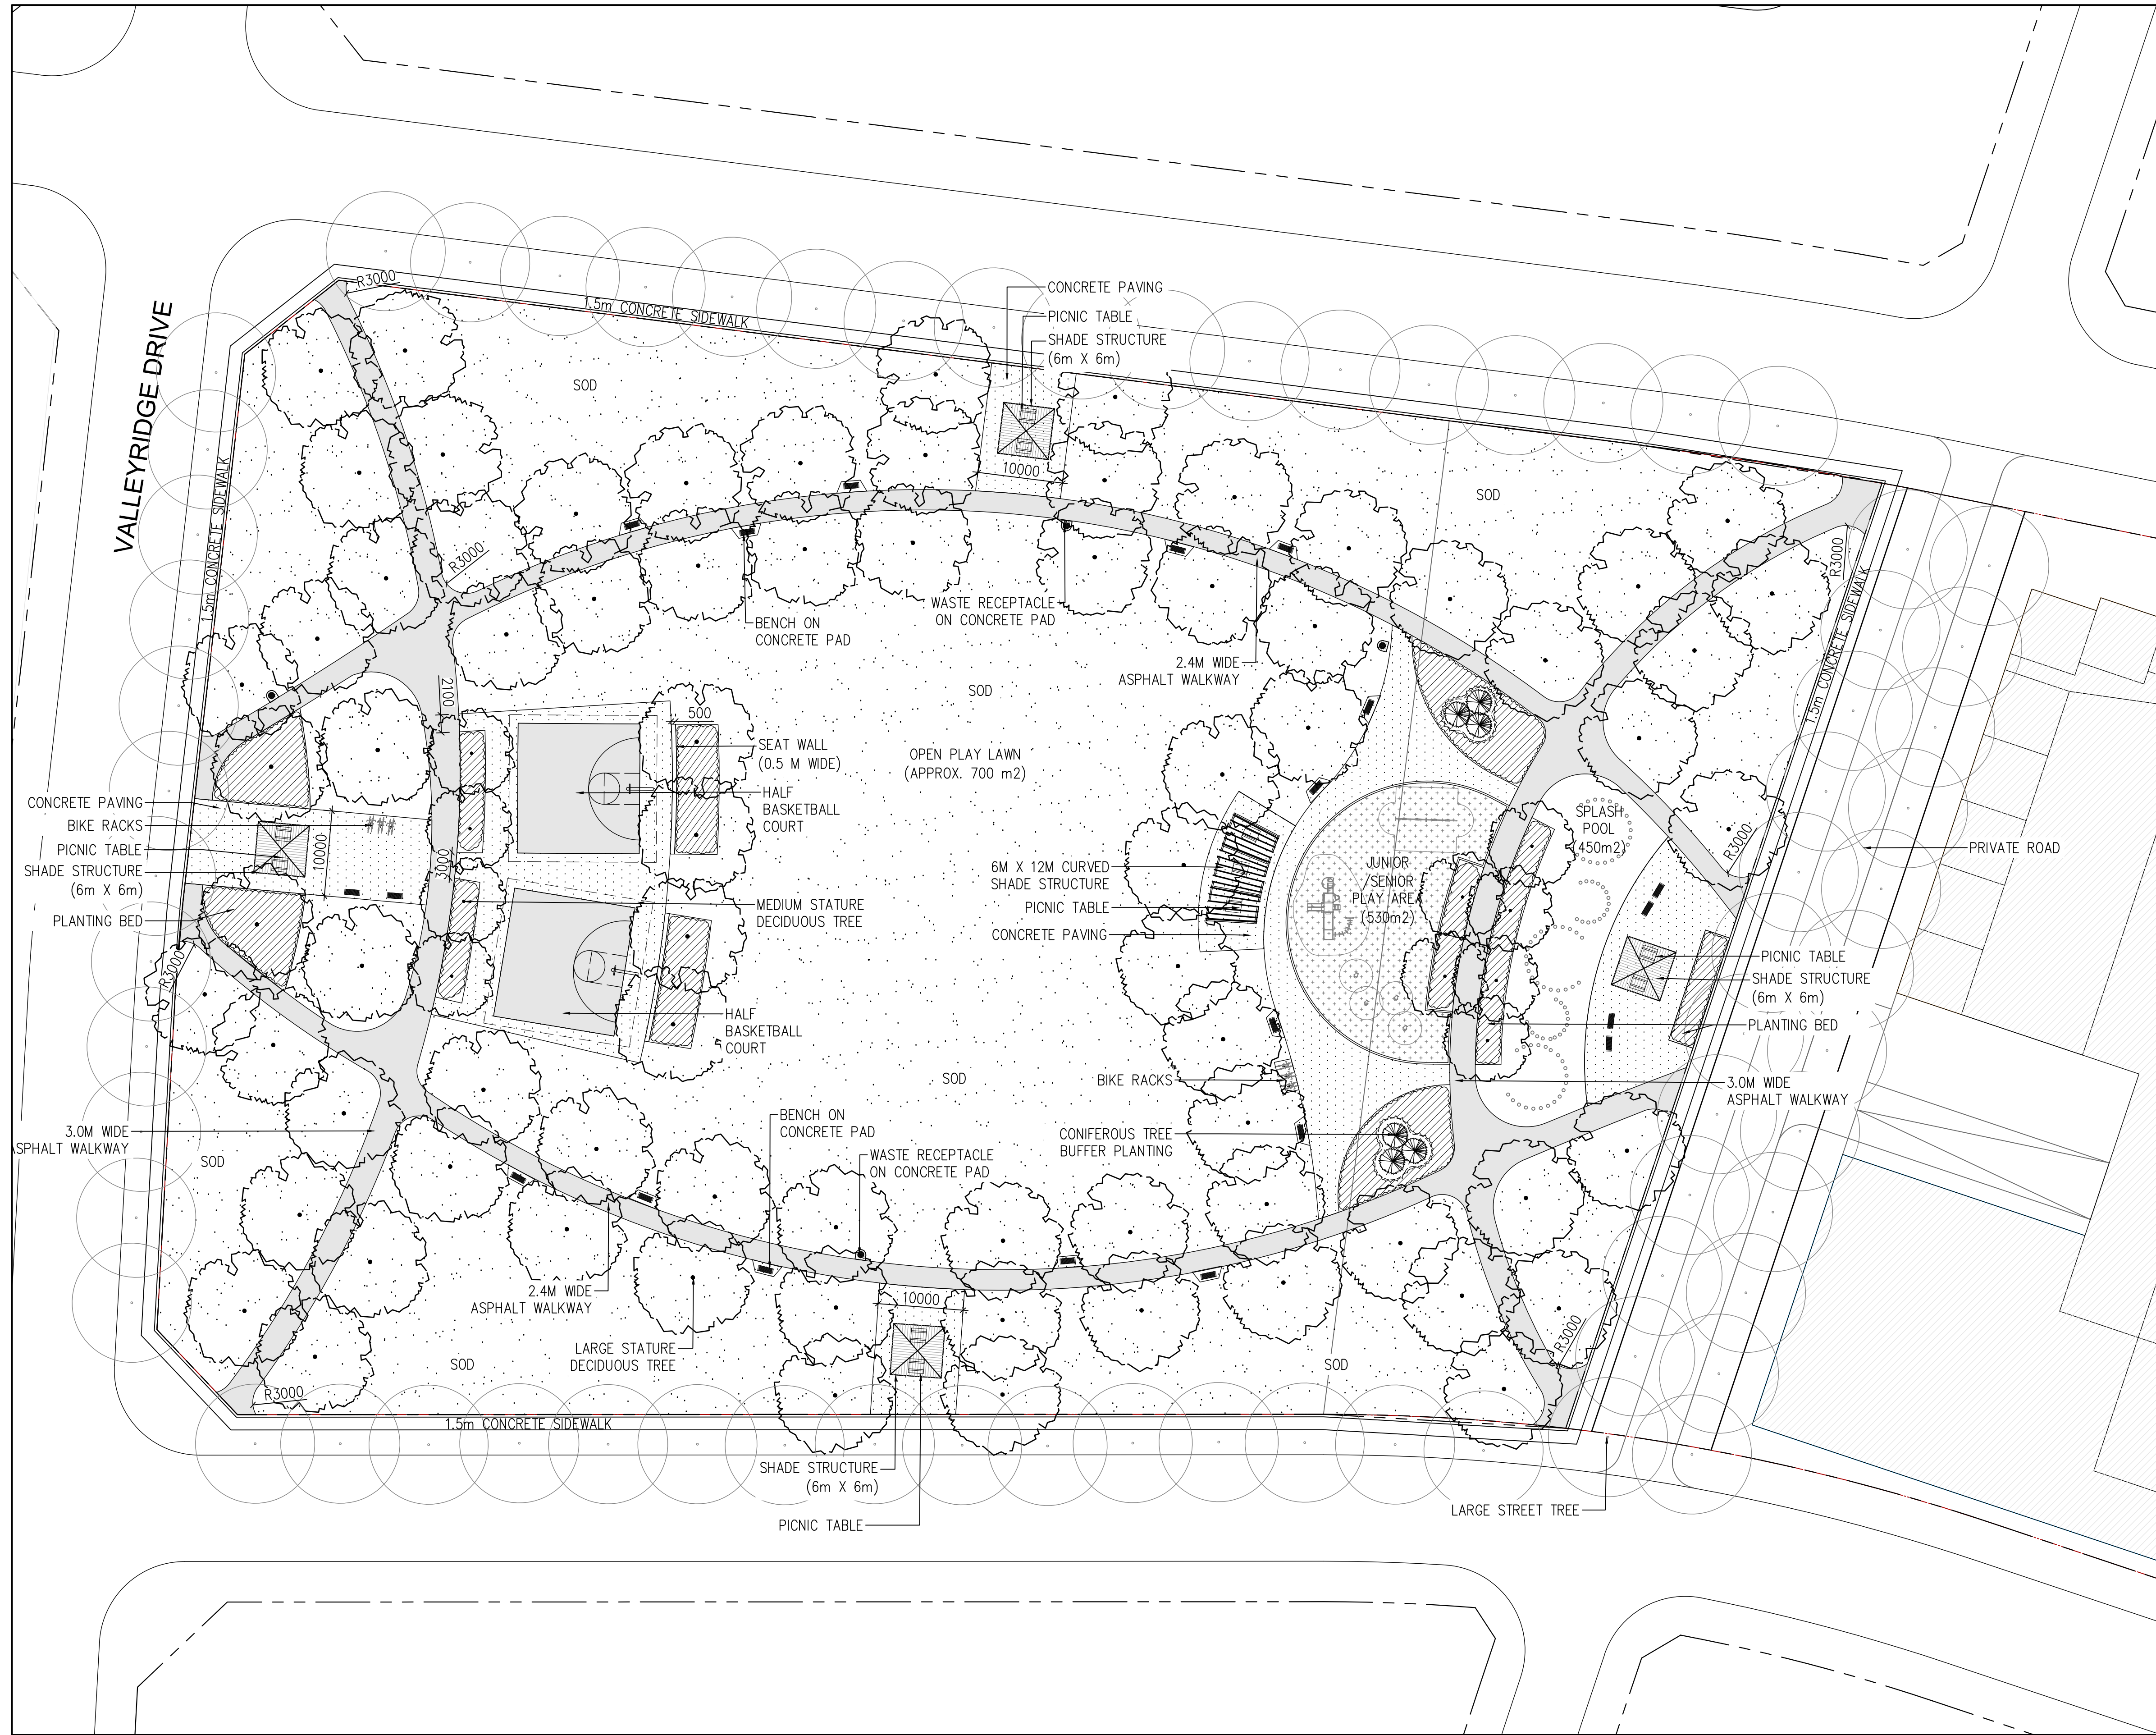 R3000
1.5m CONCRETE SIDEWALK
CONCRETE PAVING
PICNIC TABLE
SHADE STRUCTURE
(6m X 6m)
VALLEYRIDGE DRIVE
SOD
10000
SOD
1.5m CONCRETE SIDEWALK
R3000
R3000
1.5m CONCRETE SIDEWALK
1.5m CONCRETE SIDEWALK
BENCH ON
CONCRETE PAD
WASTE RECEPTACLE
ON CONCRETE PAD
2.4M WIDE
ASPHALT WALKWAY
SOD
2100
500
SEAT WALL
(0.5 M WIDE)
OPEN PLAY LAWN
(APPROX. 700 m2)
HALF
BASKETBALL
COURT
CONCRETE PAVING
BIKE RACKS
PICNIC TABLE
SHADE STRUCTURE
(6m X 6m)
PLANTING BED
10000
3000
SPLASH
POOL
(450m2)
R3000
PRIVATE ROAD
6M X 12M CURVED
SHADE STRUCTURE
PICNIC TABLE
CONCRETE PAVING
JUNIOR
/SENIOR
PLAY AREA
(530m2)
MEDIUM STATURE
DECIDUOUS TREE
R3000
PICNIC TABLE
SHADE STRUCTURE
(6m X 6m)
PLANTING BED
HALF
BASKETBALL
COURT
SOD
BIKE RACKS
3.0M WIDE
ASPHALT WALKWAY
3.0M WIDE
SPHALT WALKWAY
SOD
BENCH ON
CONCRETE PAD
WASTE RECEPTACLE
ON CONCRETE PAD
CONIFEROUS TREE
BUFFER PLANTING
2.4M WIDE
ASPHALT WALKWAY
10000
LARGE STATURE
DECIDUOUS TREE
R3000
SOD
SOD
R3000
1.5m CONCRETE SIDEWALK
SHADE STRUCTURE
(6m X 6m)
PICNIC TABLE
LARGE STREET TREE